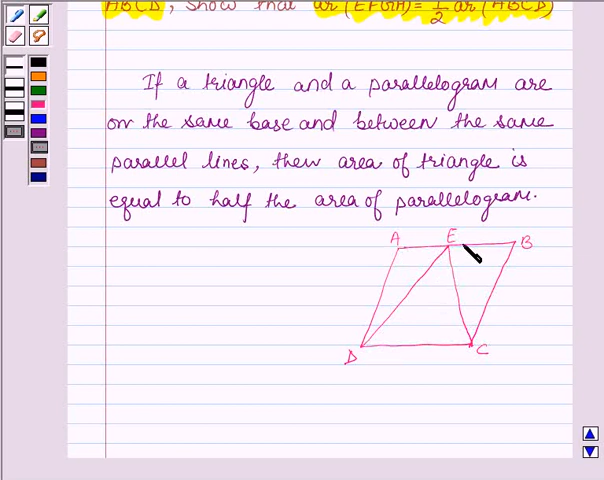 ABCD, show that ar(EFGH) = 1/2 ar(ABCD)
If a triangle and a parallelogram are
on the same base and between the same
parallel lines, then area of triangle is
equal to half the area of parallelogram.
A E B
D C